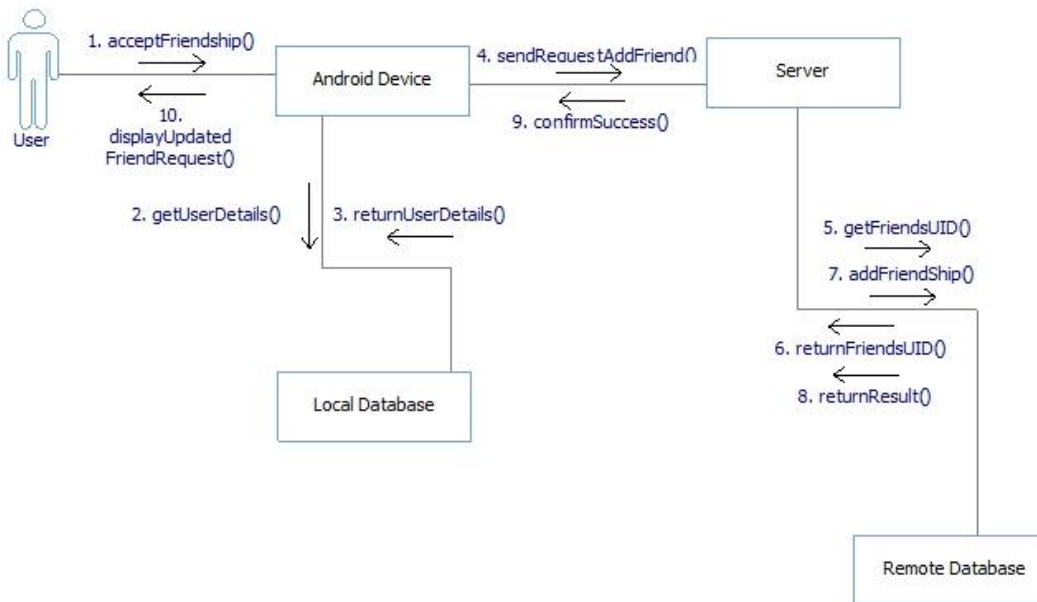 1. acceptFriendship()
4. sendRequestAddFriend()
Server
Android Device
10.
displayUpdated
FriendRequest()
User
9. confirmSuccess()
2. getUserDetails()
3. returnUserDetails()
5. getFriendsUID()
7. addFriendShip()
6. returnFriendsUID()
8. returnResult()
Local Database
Remote Database